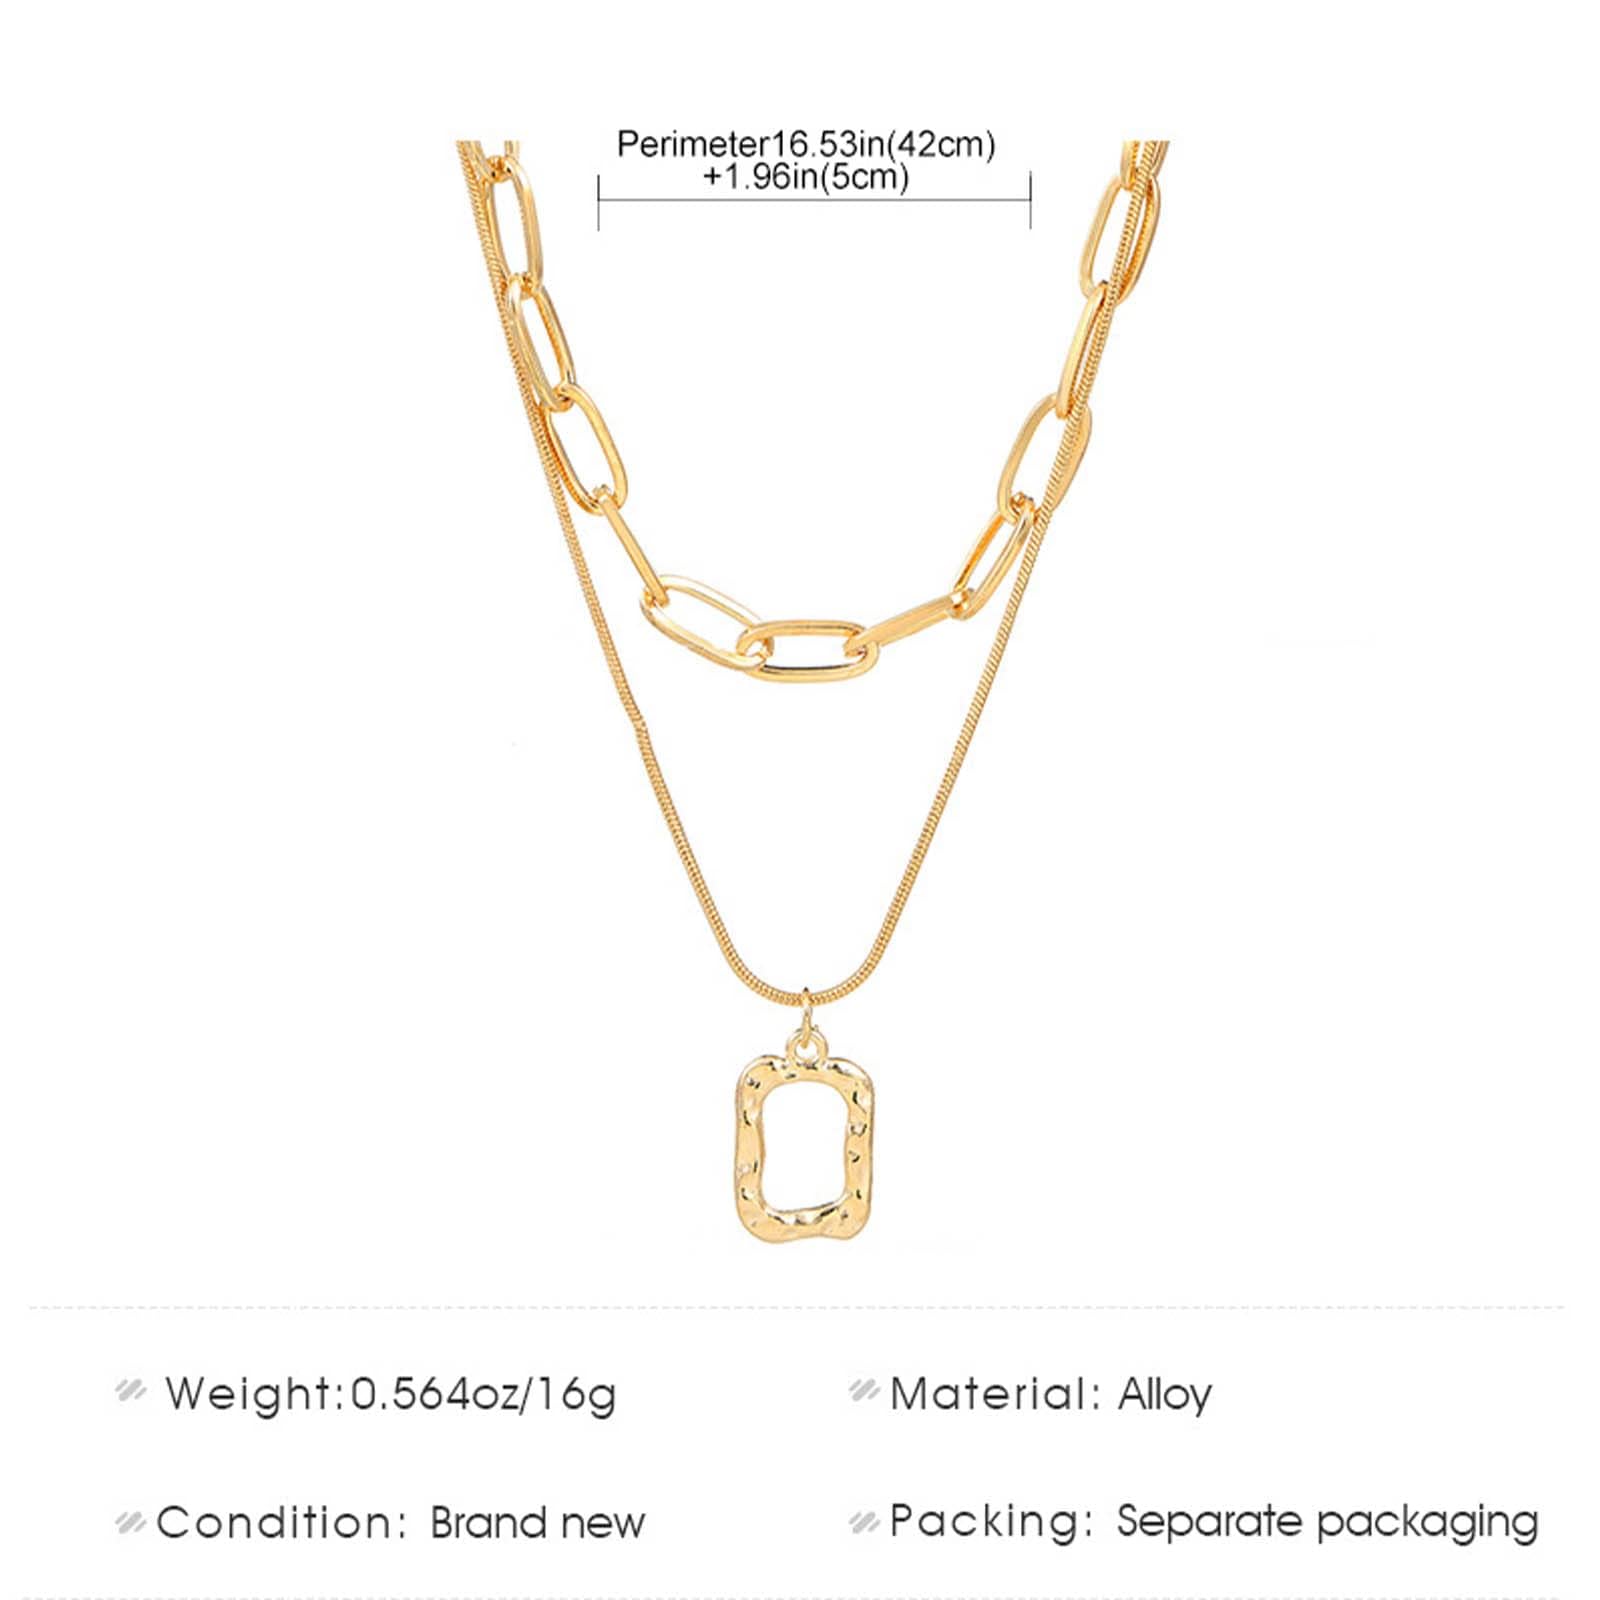 Perimeter16.53in(42cm)
+1.96in(5cm)
Weight:0.564oz/16g
Material: Alloy
Condition: Brand new
Packing: Separate packaging